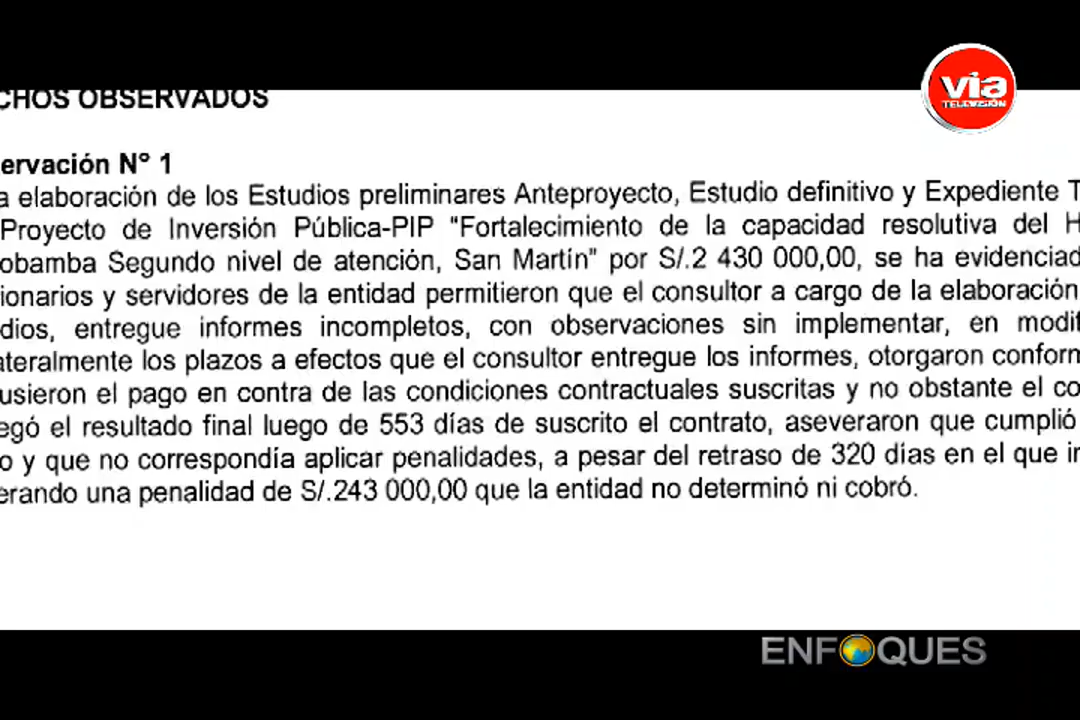 CHOS OBSERVADOS
ervación N° 1
a elaboración de los Estudios preliminares Anteproyecto, Estudio definitivo y Expediente T
Proyecto de Inversión Pública-PIP "Fortalecimiento de la capacidad resolutiva del H
obamba Segundo nivel de atención, San Martín" por S/.2 430 000,00, se ha evidenciad
ionarios y servidores de la entidad permitieron que el consultor a cargo de la elaboración
dios, entregue informes incompletos, con observaciones sin implementar, en modif
ateralmente los plazos a efectos que el consultor entregue los informes, otorgaron conform
usieron el pago en contra de las condiciones contractuales suscritas y no obstante el co
egó el resultado final luego de 553 días de suscrito el contrato, aseveraron que cumplió
o y que no correspondía aplicar penalidades, a pesar del retraso de 320 días en el que in
erando una penalidad de S/.243 000,00 que la entidad no determinó ni cobró.
vía
TELEVISIÓN
ENFOQUES